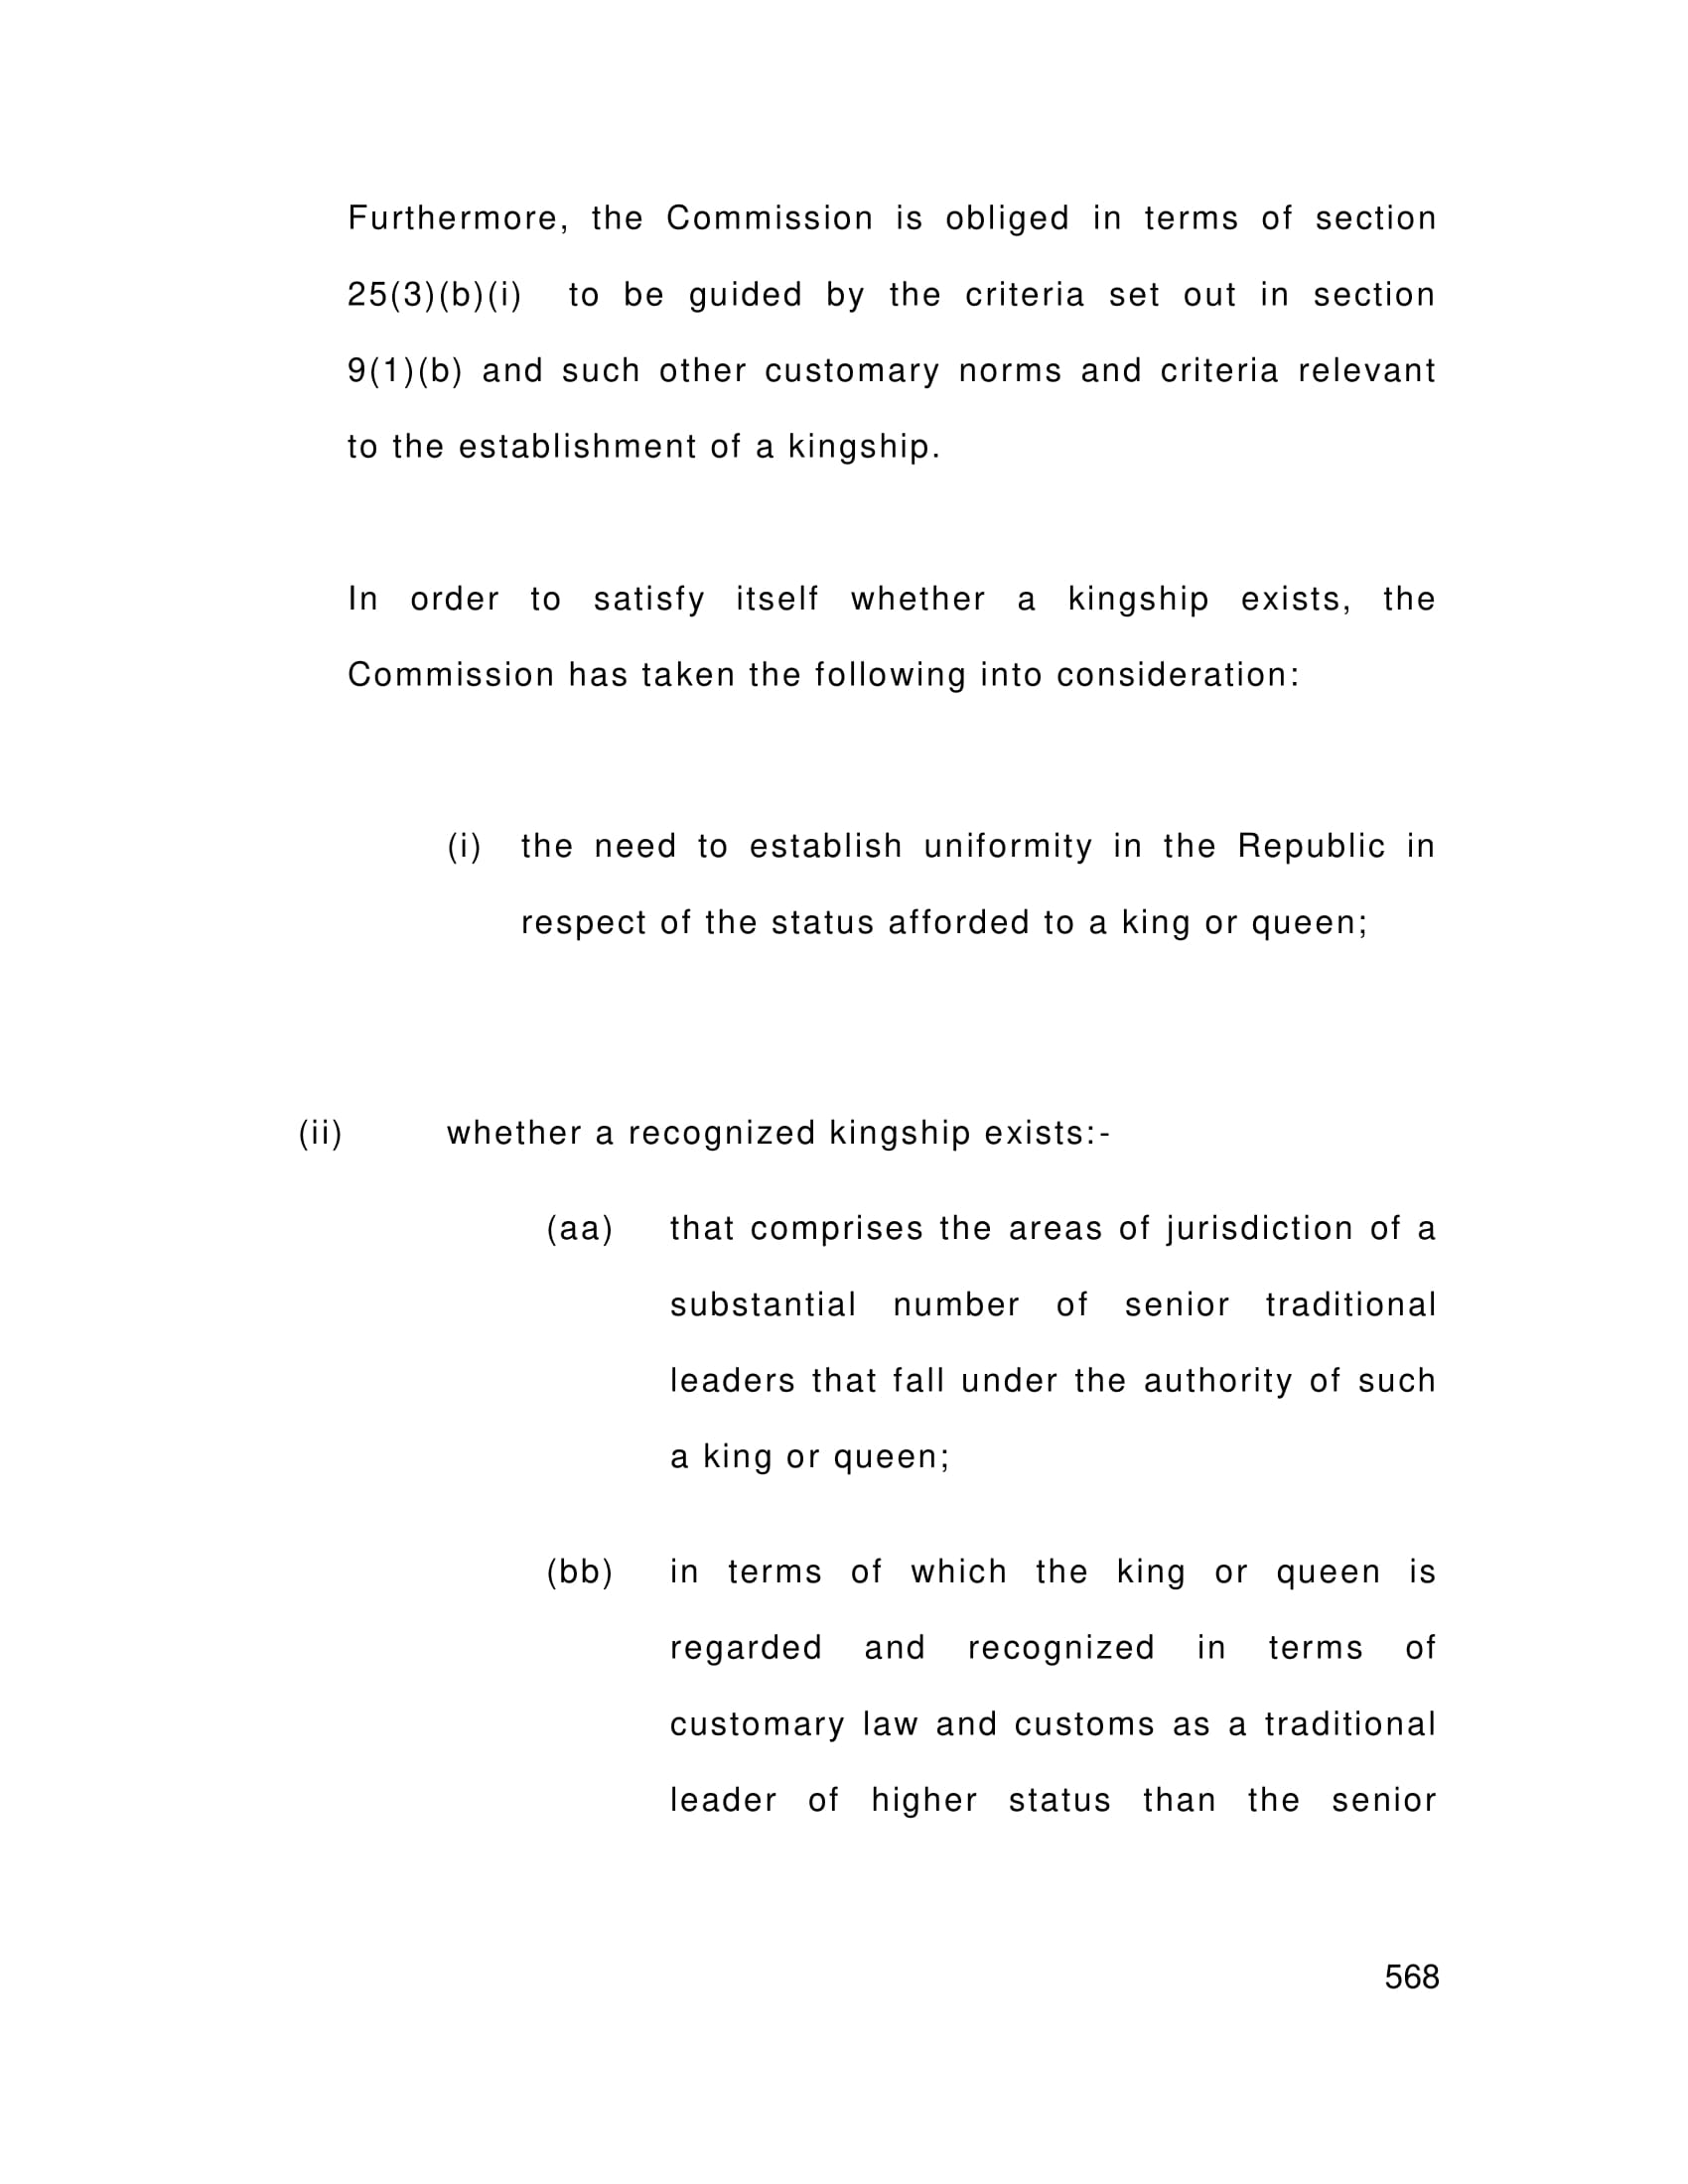 Furthermore, the Commission is obliged in terms of section
25(3)(b)(i) to be guided by the criteria set out in section
9(1)(b) and such other customary norms and criteria relevant
to the establishment of a kingship.
In order to satisfy itself whether a kingship exists, the
Commission has taken the following into consideration:
(i) the need to establish uniformity in the Republic in
respect of the status afforded to a king or queen;
(ii) whether a recognized kingship exists:-
(aa) that comprises the areas of jurisdiction of a
substantial number of senior traditional
leaders that fall under the authority of such
a king or queen;
(bb) in terms of which the king or queen is
regarded and recognized in terms of
customary law and customs as a traditional
leader of higher status than the senior
568